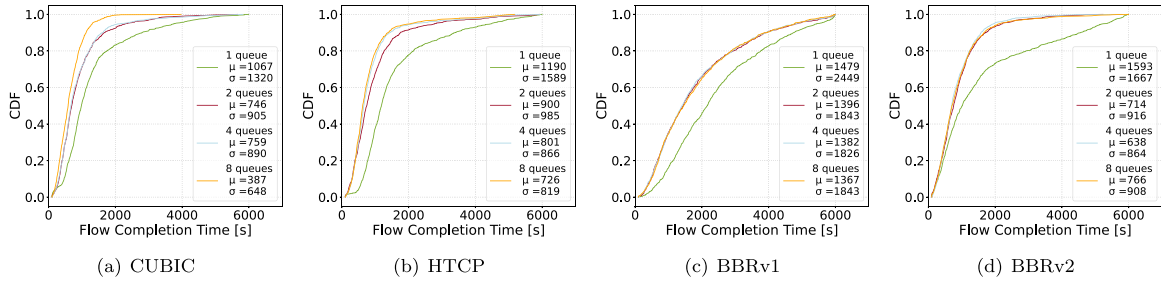 CDF
1.0
0.8
0.6
0.4
0.2
0.0
0
2000
4000
6000
Flow Completion Time [s]
1 queue
μ =1067
σ =1320
2 queues
μ =746
σ =905
4 queues
μ =759
σ =890
8 queues
μ =387
σ =648
(a) CUBIC
CDF
1.0
0.8
0.6
0.4
0.2
0.0
0
2000
4000
6000
Flow Completion Time [s]
1 queue
μ =1190
σ =1589
2 queues
μ =900
σ =985
4 queues
μ =801
σ =866
8 queues
μ =726
σ =819
(b) HTCP
CDF
1.0
0.8
0.6
0.4
0.2
0.0
0
2000
4000
6000
Flow Completion Time [s]
1 queue
μ =1479
σ =2449
2 queues
μ =1396
σ =1843
4 queues
μ =1382
σ =1826
8 queues
μ =1367
σ =1843
(c) BBRv1
CDF
1.0
0.8
0.6
0.4
0.2
0.0
0
2000
4000
6000
Flow Completion Time [s]
1 queue
μ =1593
σ =1667
2 queues
μ =714
σ =916
4 queues
μ =638
σ =864
8 queues
μ =766
σ =908
(d) BBRv2